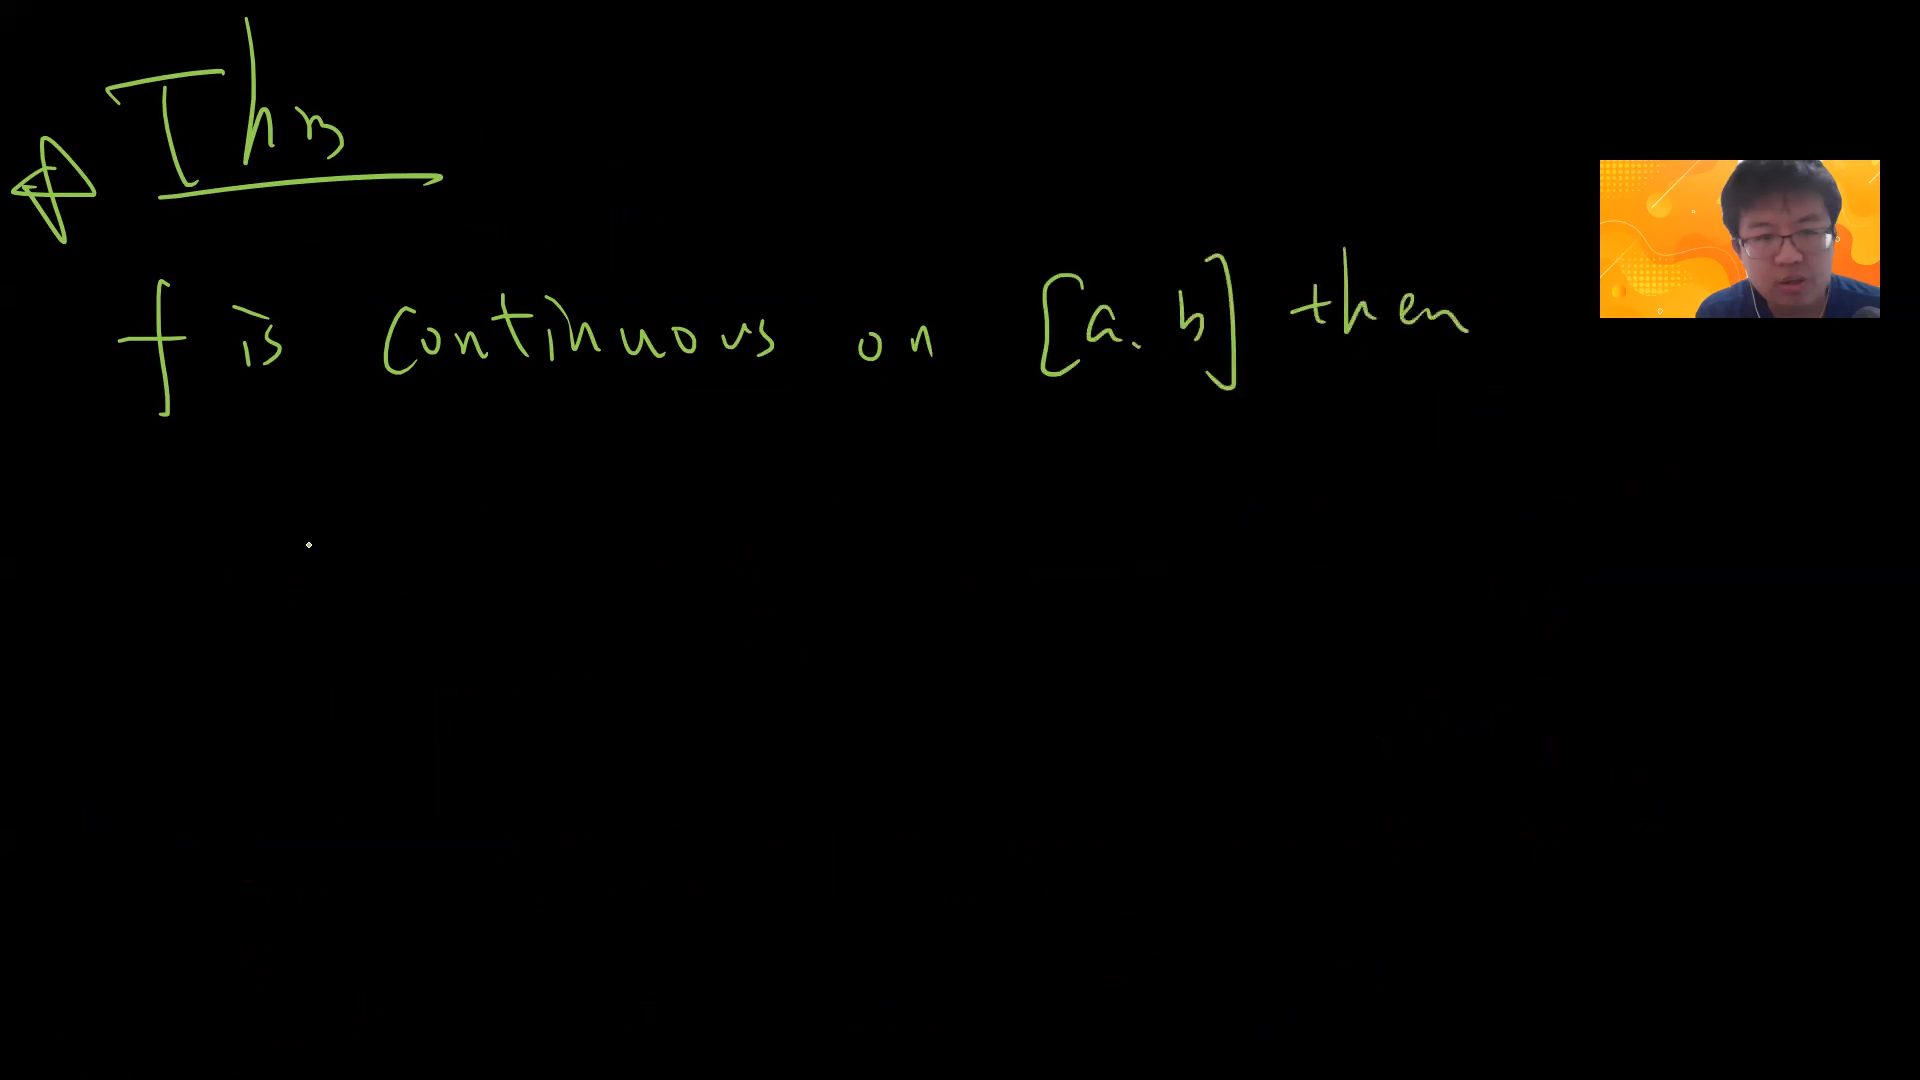 Thm
f is continuous on [a, b] then